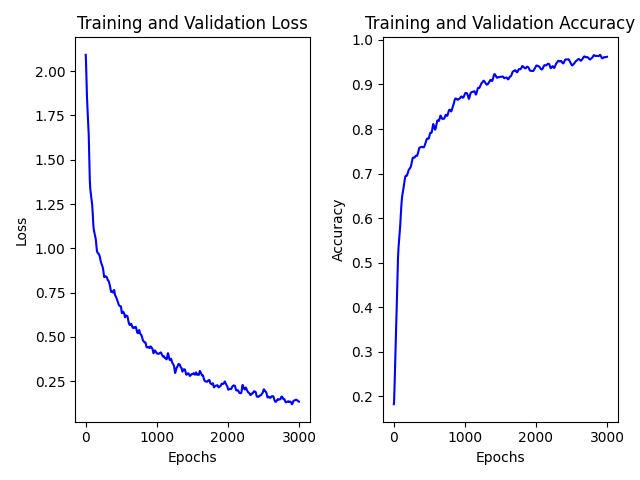 Training and Validation Loss
2.00
1.75
1.50
1.25
1.00
0.75
0.50
0.25
Loss
0 1000 2000 3000
Epochs
Training and Validation Accuracy
1.0
0.9
0.8
0.7
0.6
0.5
0.4
0.3
0.2
Accuracy
0 1000 2000 3000
Epochs